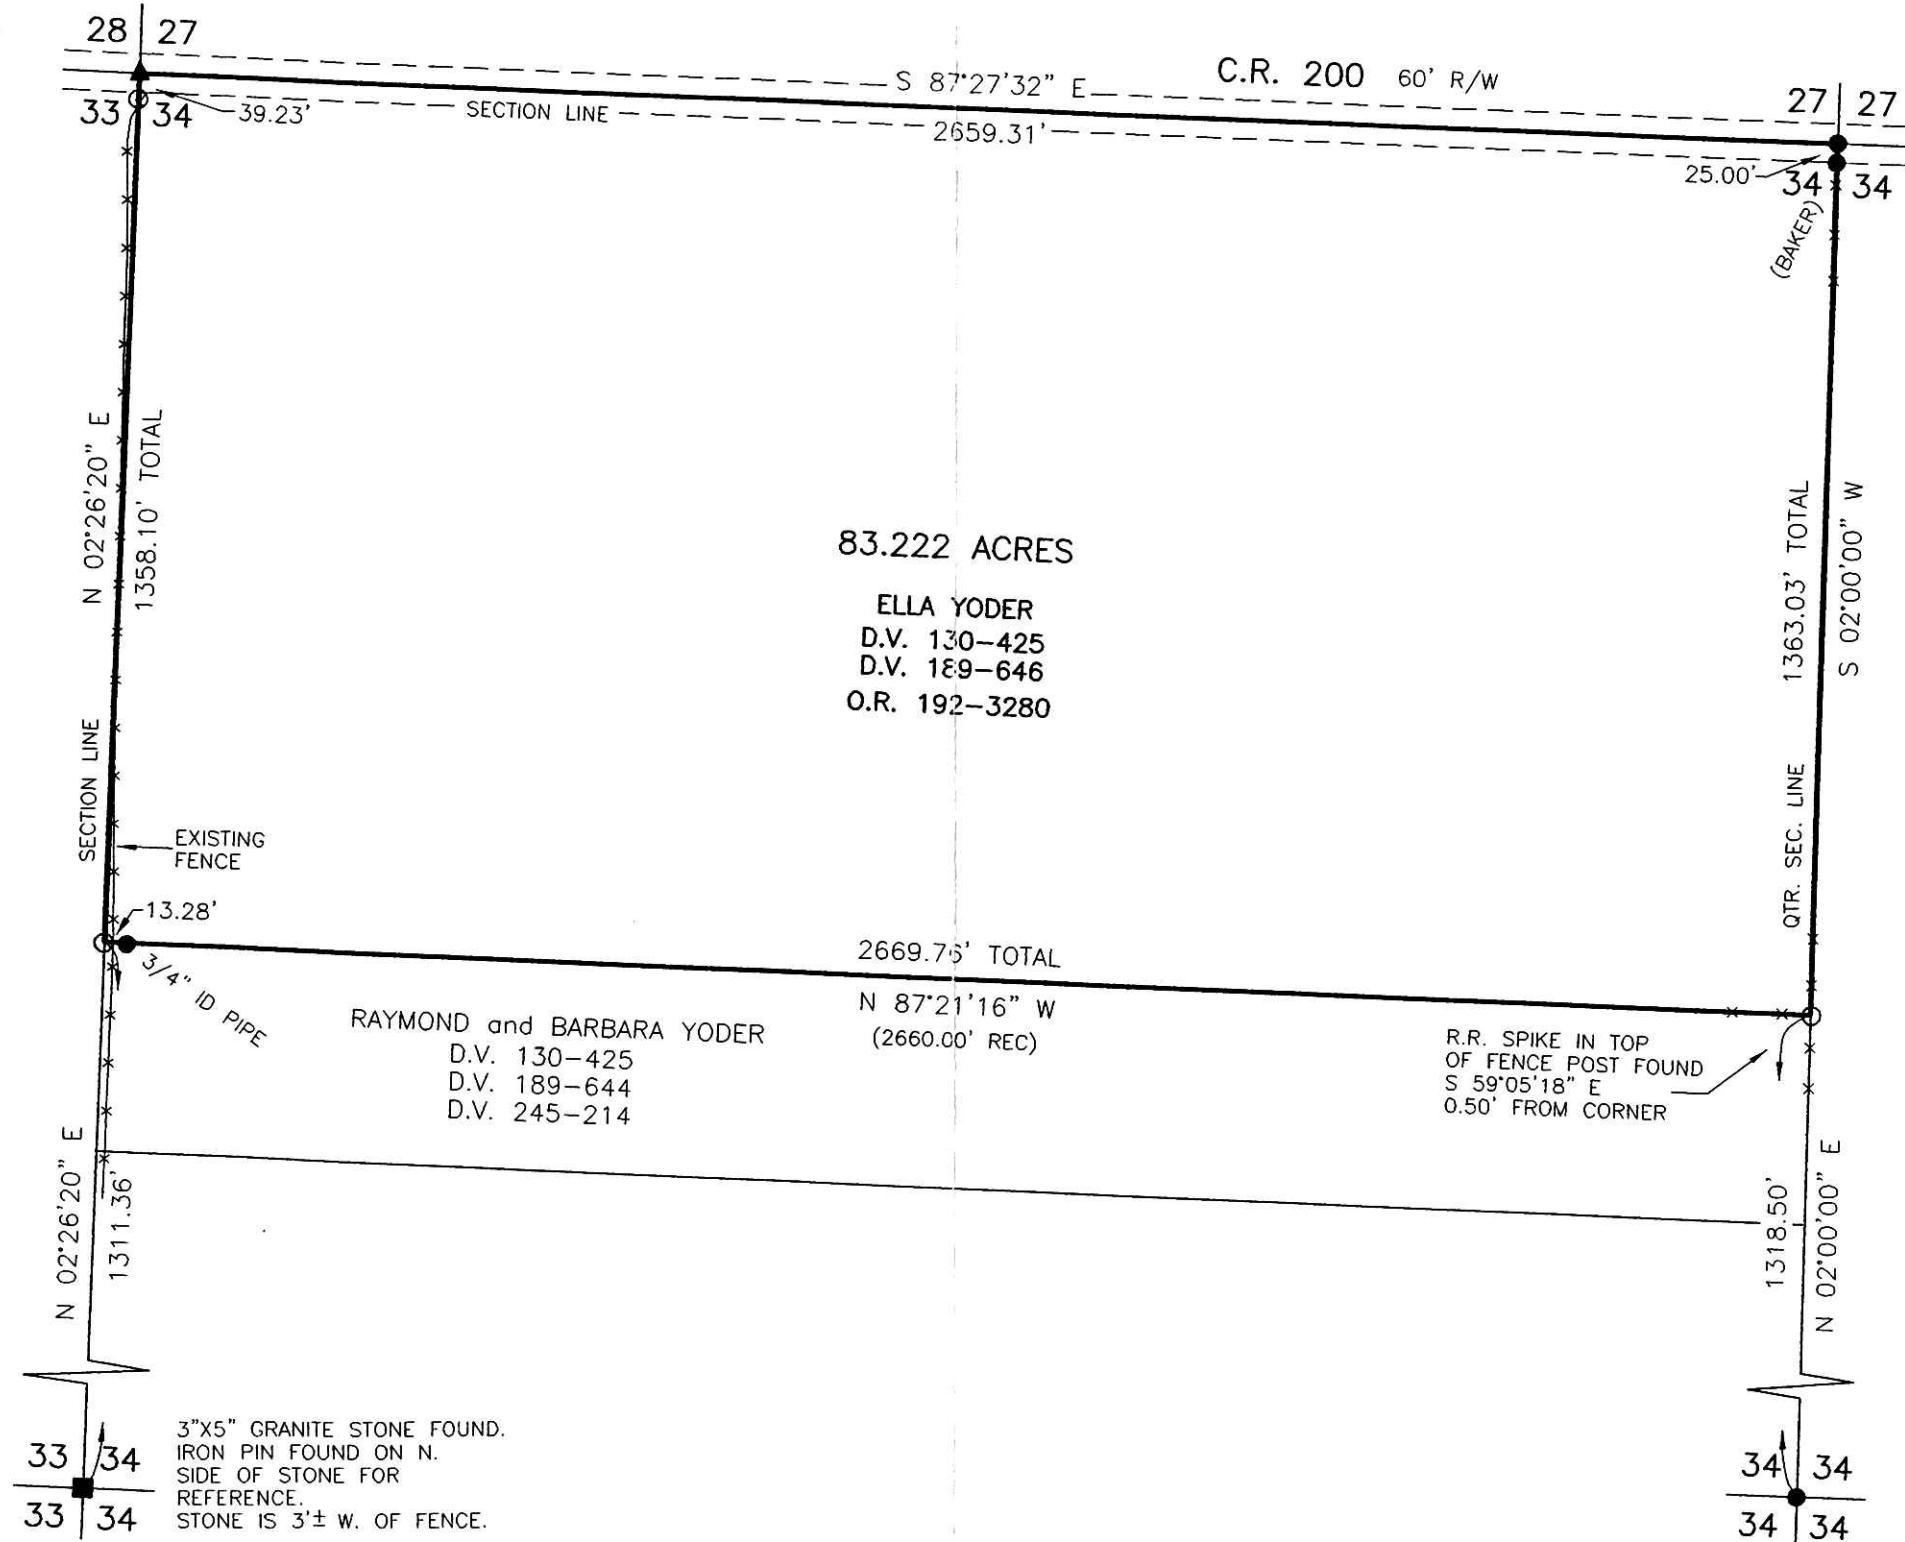 28 27
S 87°27'32" E
C.R. 200 60' R/W
27 27
33 34
39.23'
SECTION LINE
2659.31'
25.00'
34 34
(BAKER)
N 02°26'20" E
1358.10' TOTAL
SECTION LINE
83.222 ACRES
ELLA YODER
D.V. 130-425
D.V. 189-646
O.R. 192-3280
1363.03' TOTAL
S 02°00'00" W
QTR. SEC. LINE
EXISTING
FENCE
13.28'
3/4" ID PIPE
2669.76' TOTAL
N 87°21'16" W
(2660.00' REC)
RAYMOND and BARBARA YODER
D.V. 130-425
D.V. 189-644
D.V. 245-214
R.R. SPIKE IN TOP
OF FENCE POST FOUND
S 59°05'18" E
0.50' FROM CORNER
N 02°26'20" E
1311.36'
1318.50'
N 02°00'00" E
3"X5" GRANITE STONE FOUND.
IRON PIN FOUND ON N.
SIDE OF STONE FOR
REFERENCE.
STONE IS 3'± W. OF FENCE.
33 34
33 34
34 34
34 34